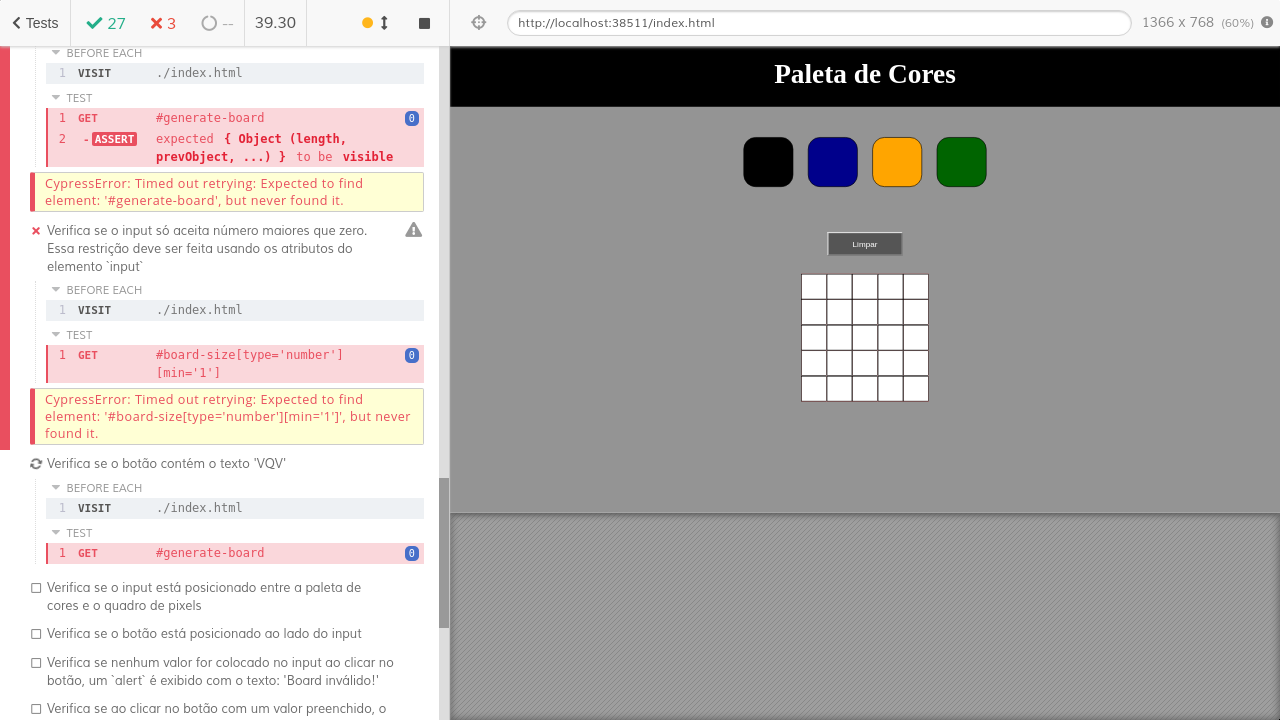 Tests 27 3 -- 39.30
http://localhost:38511/index.html
1366 x 768 (60%)
BEFORE EACH
1 VISIT ./index.html
TEST
1 GET #generate-board 0
2 -ASSERT expected { Object (length,
prevObject, ...) } to be visible
CypressError: Timed out retrying: Expected to find
element: '#generate-board', but never found it.
Verifica se o input só aceita número maiores que zero.
Essa restrição deve ser feita usando os atributos do
elemento `input`
BEFORE EACH
1 VISIT ./index.html
TEST
1 GET #board-size[type='number'] 0
[min='1']
CypressError: Timed out retrying: Expected to find
element: '#board-size[type='number'][min='1']', but never
found it.
Verifica se o botão contém o texto 'VQV'
BEFORE EACH
1 VISIT ./index.html
TEST
1 GET #generate-board 0
Verifica se o input está posicionado entre a paleta de
cores e o quadro de pixels
Verifica se o botão está posicionado ao lado do input
Verifica se nenhum valor for colocado no input ao clicar no
botão, um `alert` é exibido com o texto: 'Board inválido!'
Verifica se ao clicar no botão com um valor preenchido, o
Paleta de Cores
Limpar